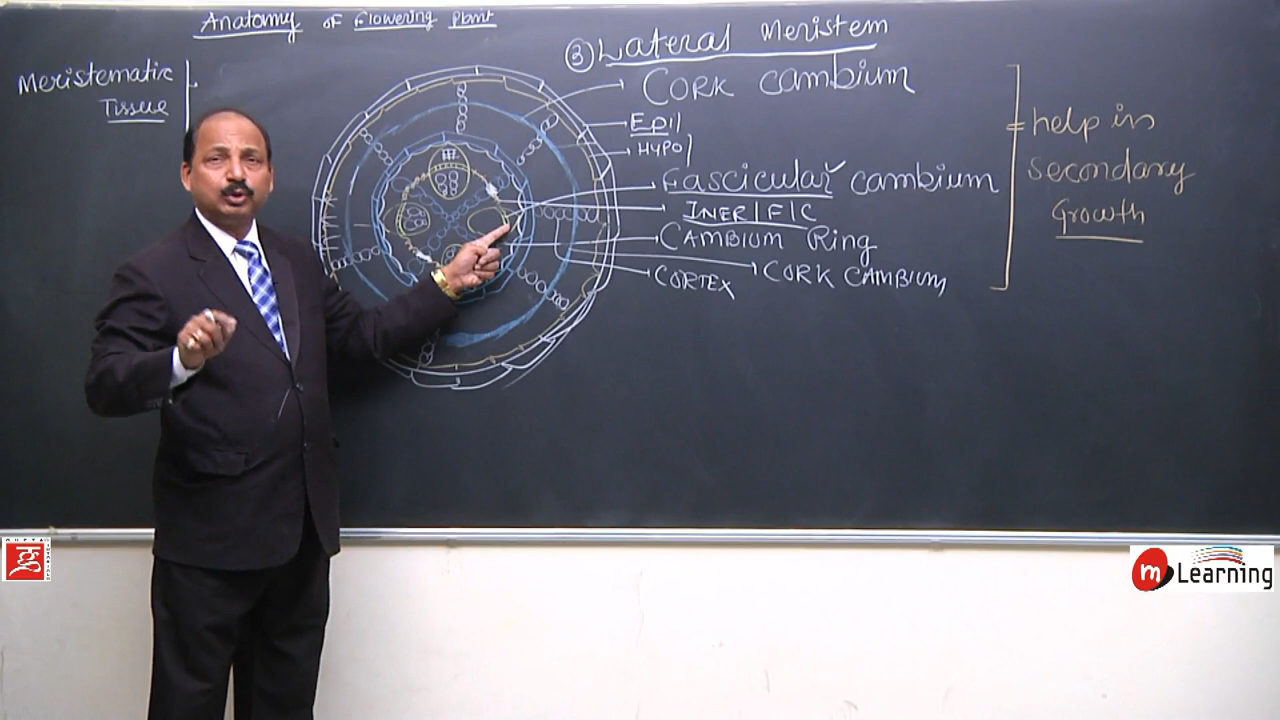 Anatomy of Flowering Plant
Meristematic
Tissue
③ Lateral Meristem
Cork cambium
Epi
HYPO
Fascicular cambium
INER/F/C
CAMBIUM Ring
CORK CAMBIUM
CORTEX
= help in
secondary
Growth
m Learning